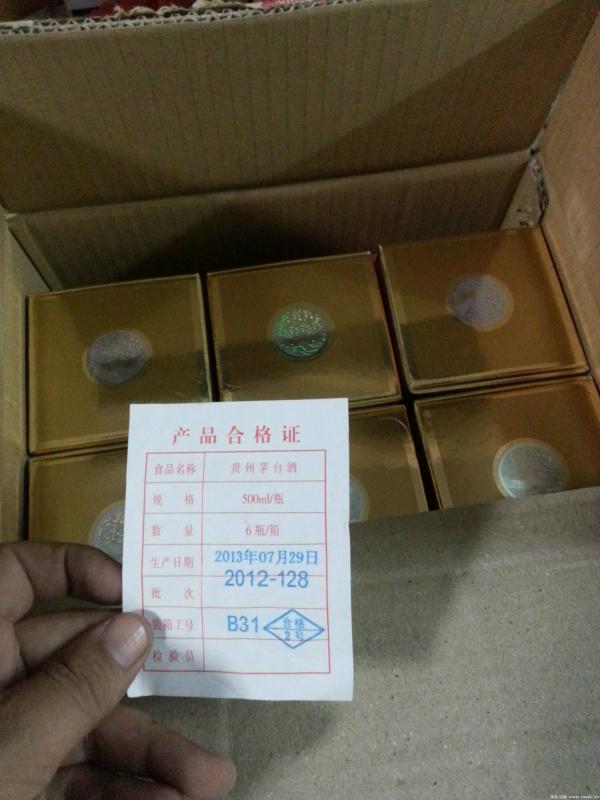 产品合格证
食品名称 贵州茅台酒
规 格 500ml/瓶
数 量 6瓶/箱
生产日期 2013年07月29日
批 次 2012-128
装箱工号 B31 合格
2号
检验员